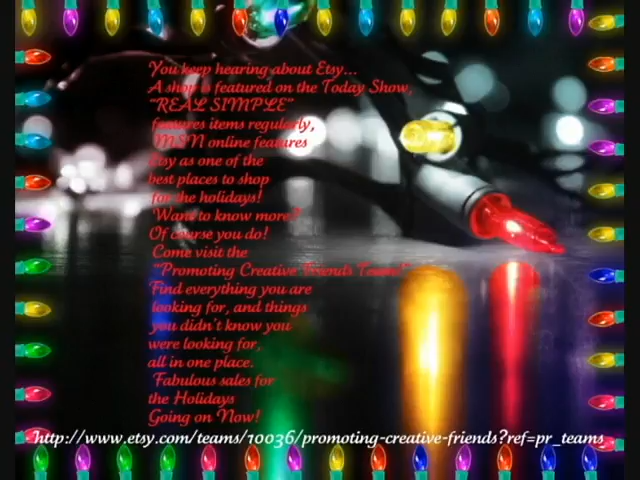 You keep hearing about Etsy...
A shop is featured on the Today Show,
"REAL SIMPLE"
features items regularly,
MSN online features
Etsy as one of the
best places to shop
for the holidays!
Want to know more?
Of course you do!
Come visit the
"Promoting Creative Friends Teams!"
Find everything you are
looking for, and things
you didn't know you
were looking for,
all in one place.
Fabulous sales for
the Holidays
Going on Now!
http://www.etsy.com/teams/10036/promoting-creative-friends?ref=pr_teams